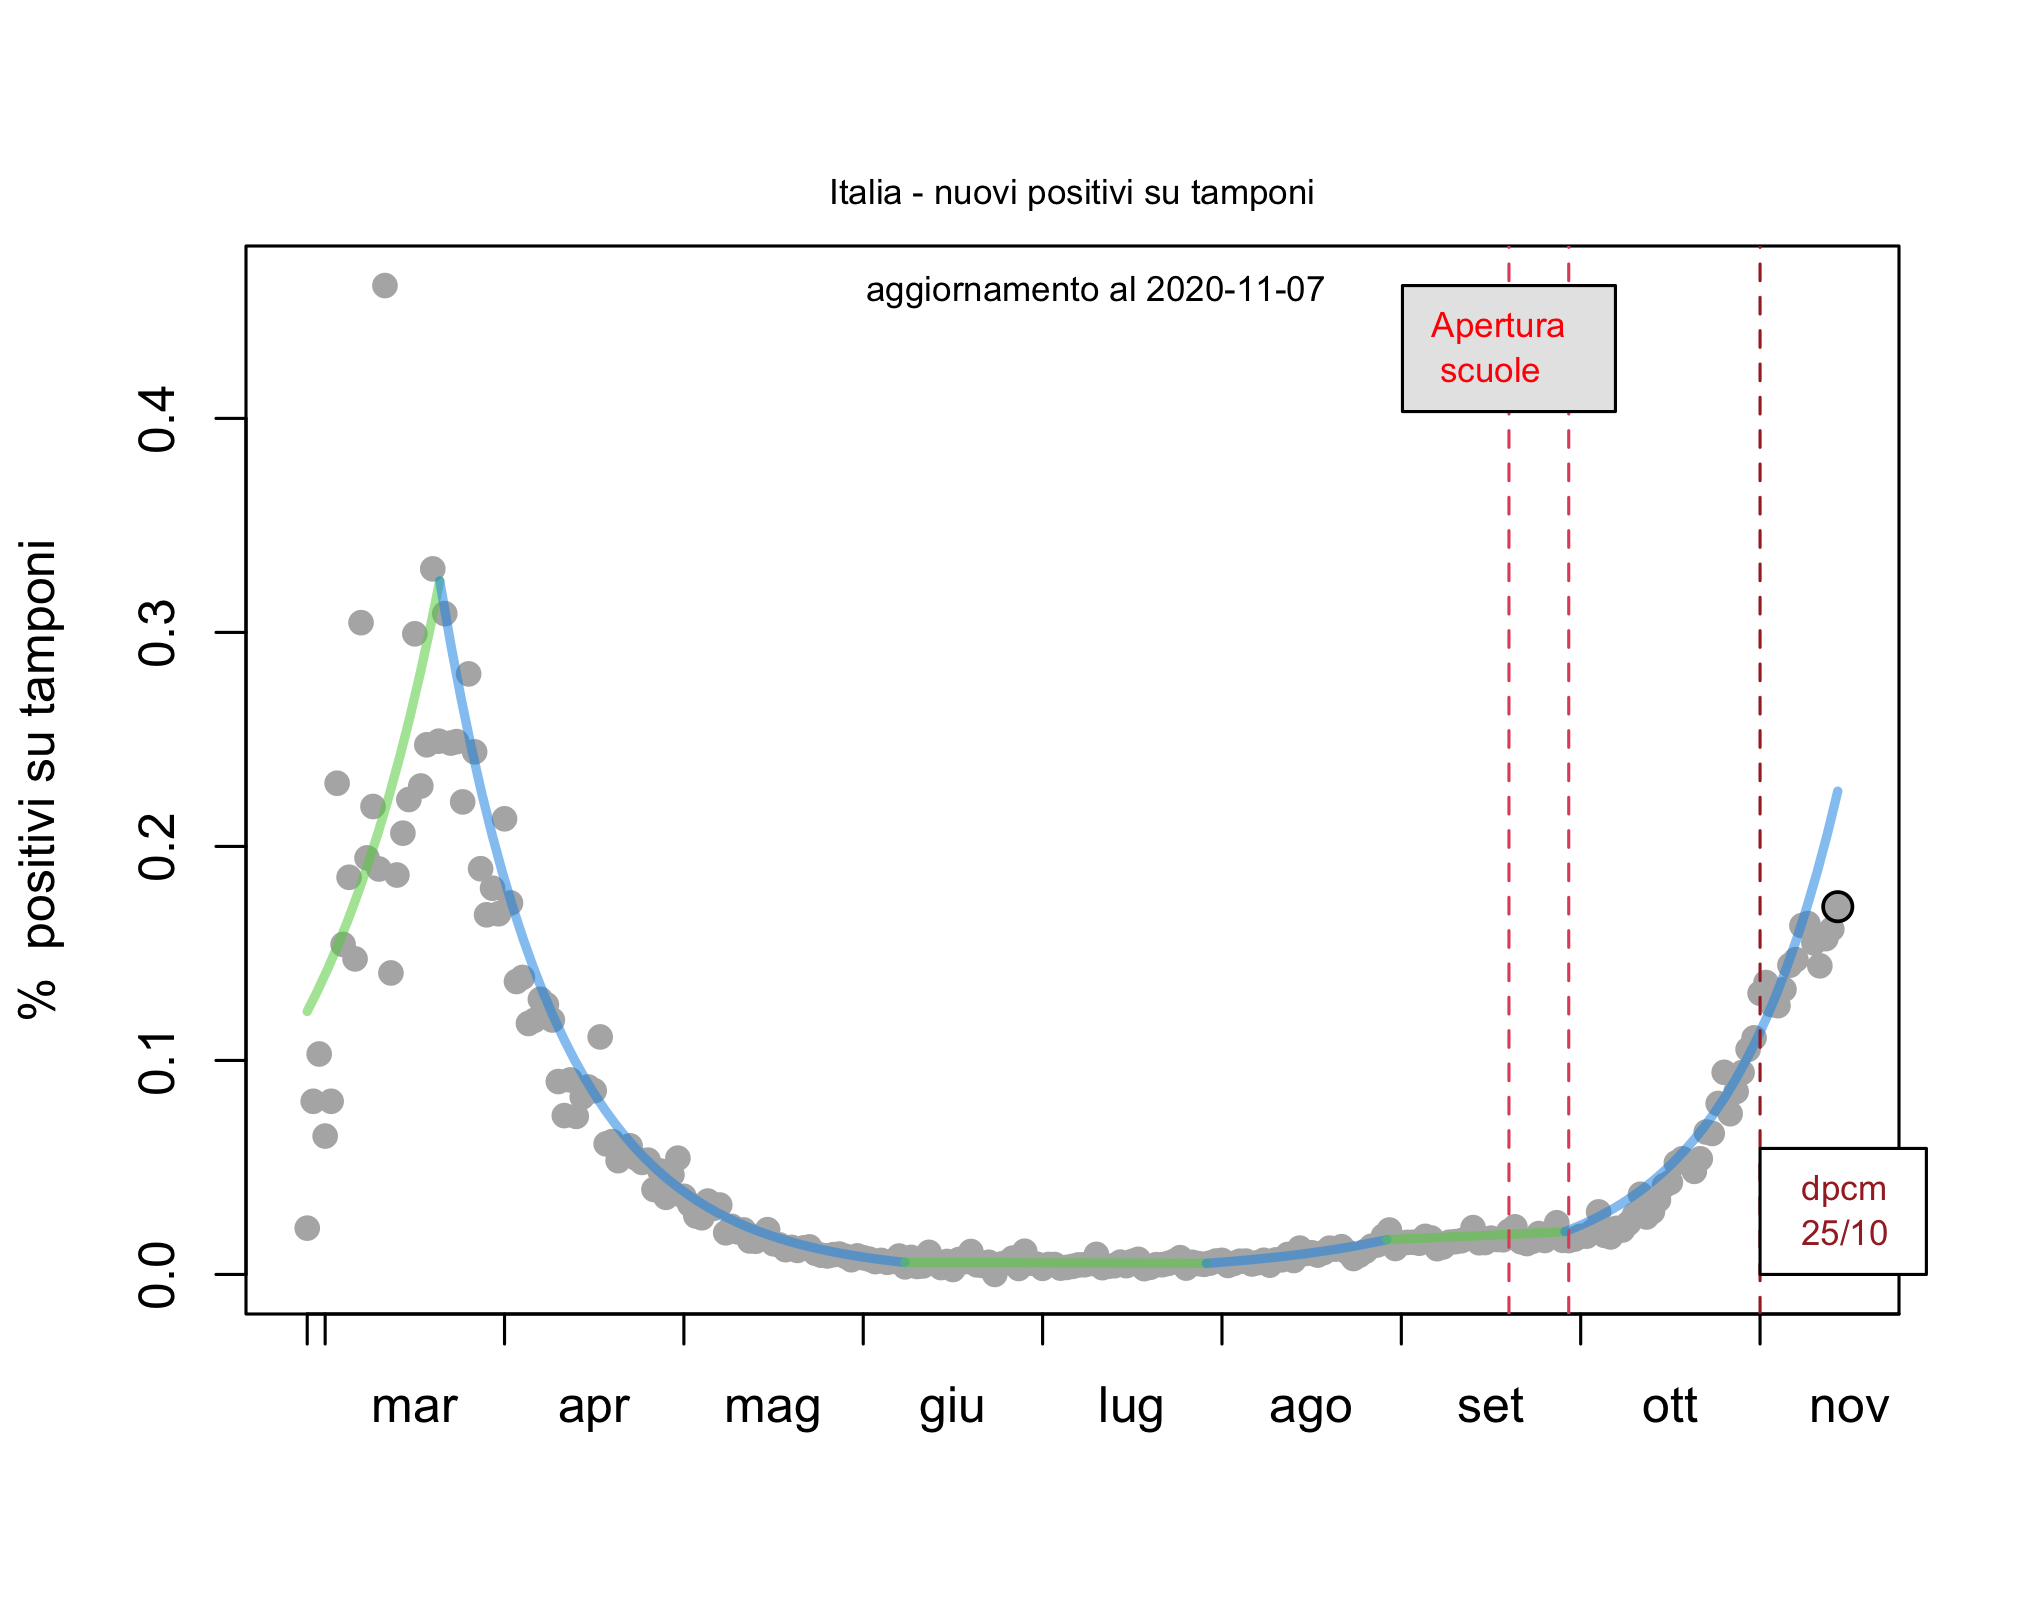 Italia - nuovi positivi su tamponi
aggiornamento al 2020-11-07
Apertura
scuole
% positivi su tamponi
0.4
0.3
0.2
0.1
0.0
dpcm
25/10
mar apr mag giu lug ago set ott nov